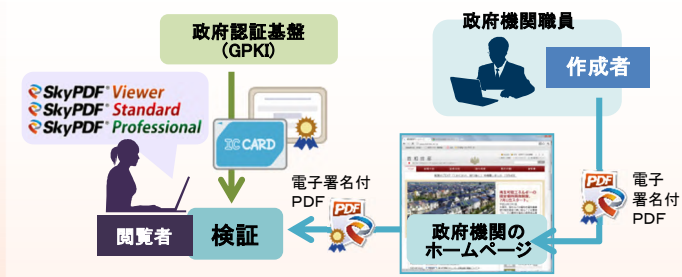 政府認証基盤
(GPKI)
政府機関職員
作成者
SkyPDF® Viewer
SkyPDF® Standard
SkyPDF® Professional
IC CARD
電子署名付
PDF
PDF
電子
署名付
PDF
PDF
閲覧者
検証
政府機関の
ホームページ